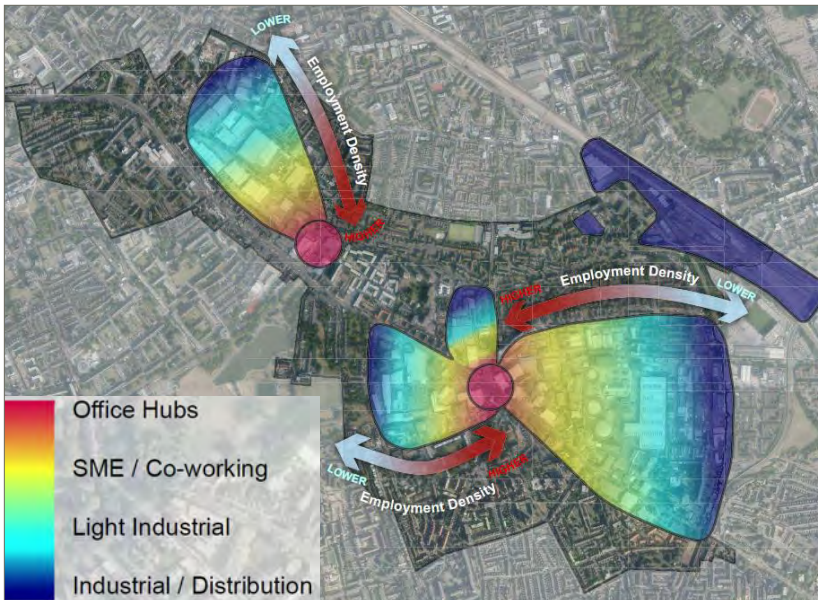 LOWER
Employment Density
HIGHER
HIGHER
Employment Density
LOWER
LOWER
Employment Density
HIGHER
Office Hubs
SME / Co-working
Light Industrial
Industrial / Distribution